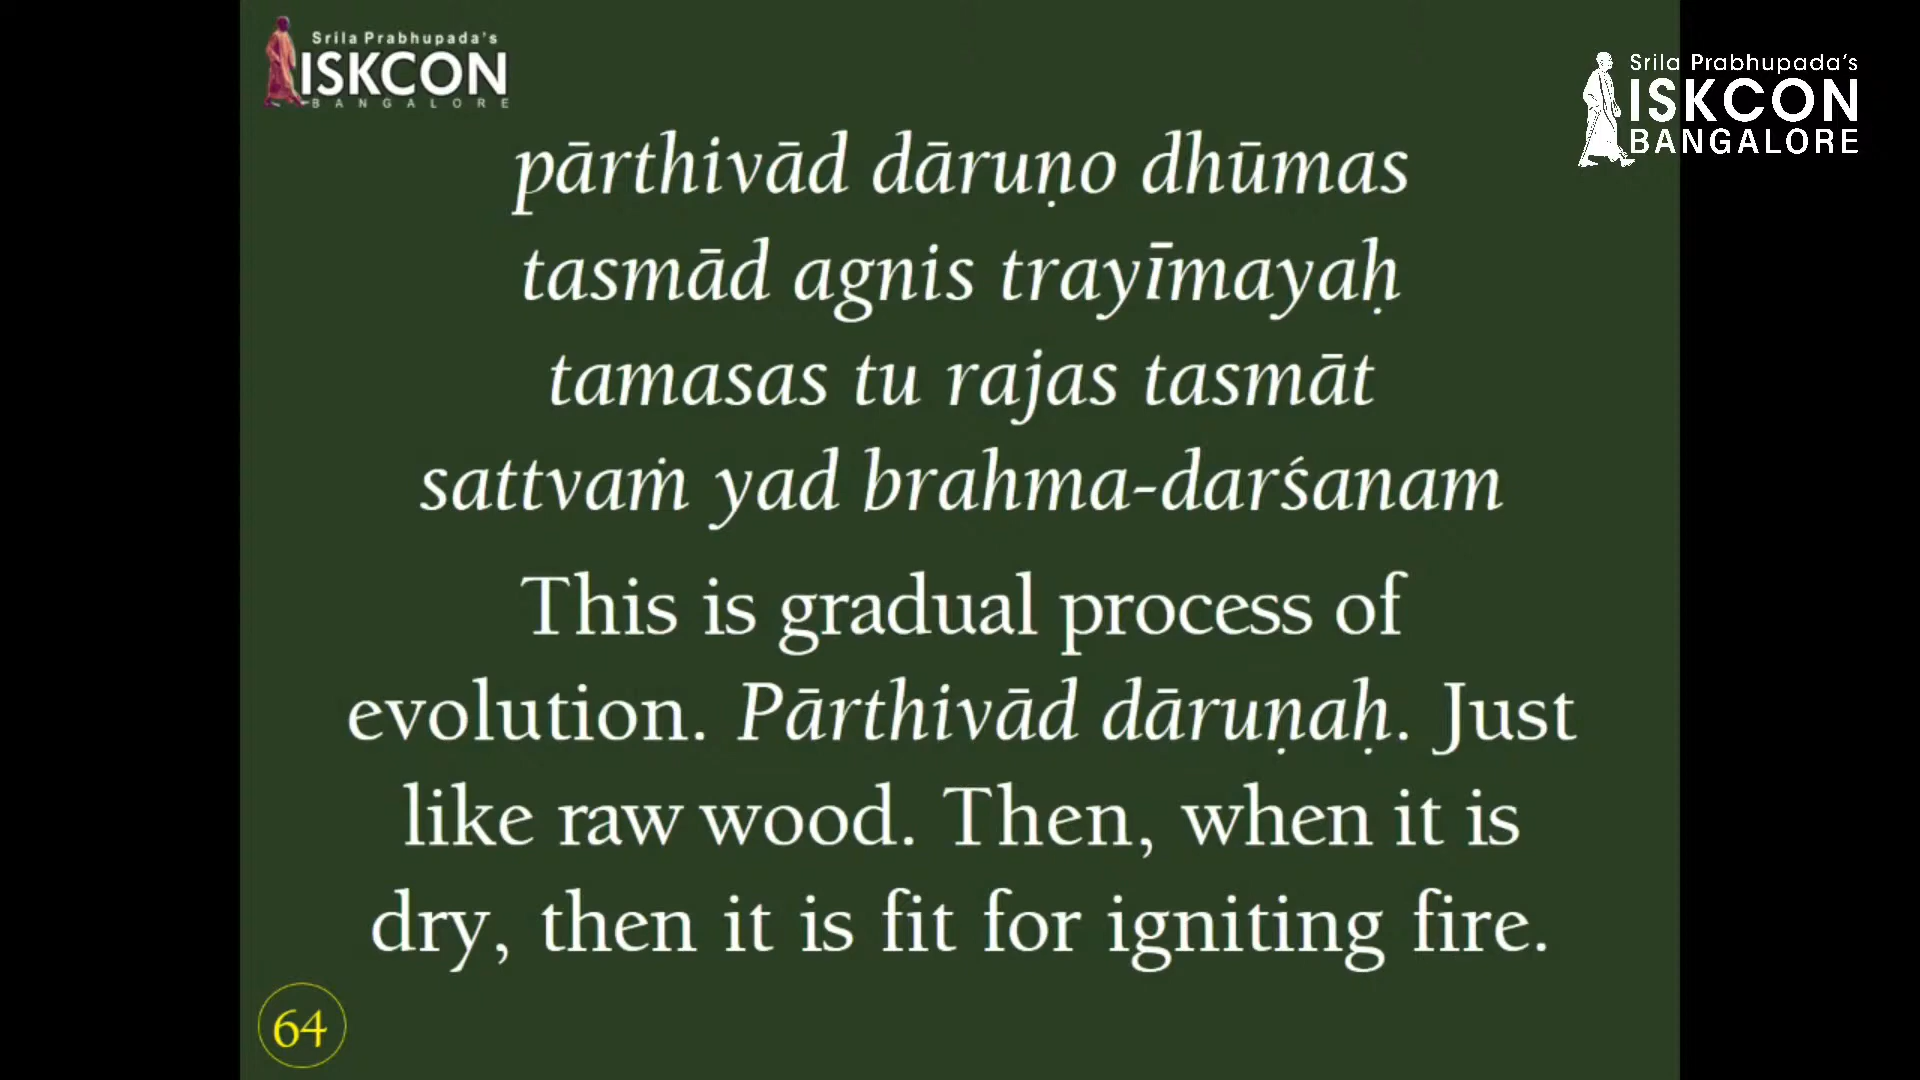 Srila Prabhupada's
ISKCON
BANGALORE
Srila Prabhupada's
ISKCON
BANGALORE
pārthivād dāruṇo dhūmas
tasmād agnis trayīmayaḥ
tamasas tu rajas tasmāt
sattvaṁ yad brahma-darśanam
This is gradual process of
evolution. Pārthivād dāruṇaḥ. Just
like raw wood. Then, when it is
dry, then it is fit for igniting fire.
64